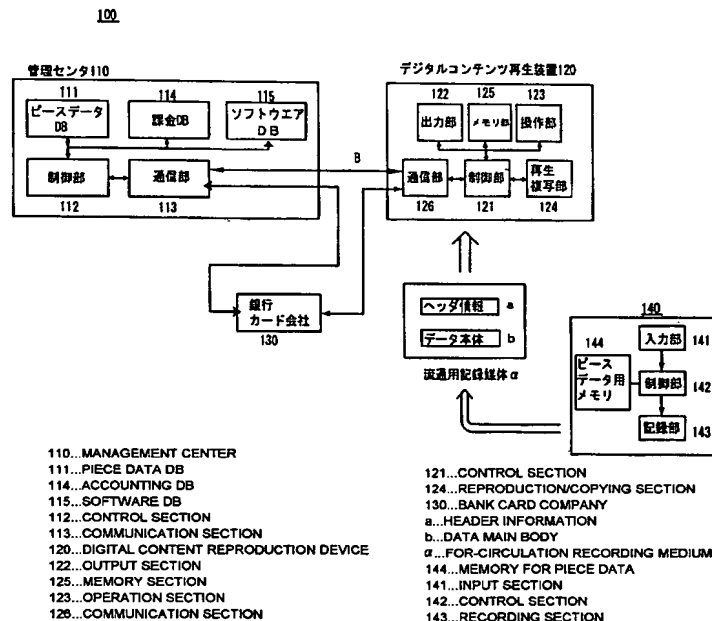 100
管理センタ110
111
ピースデータ
DB
114
課金DB
115
ソフトウエア
DB
制御部
112
通信部
113
B
デジタルコンテンツ再生装置120
122
出力部
125
メモリ部
123
操作部
通信部
126
制御部
121
再生
複写部
124
銀行
カード会社
130
ヘッダ情報
a
データ本体
b
流通用記録媒体α
140
144
ピース
データ用
メモリ
入力部
141
制御部
142
記録部
143
110...MANAGEMENT CENTER
111...PIECE DATA DB
114...ACCOUNTING DB
115...SOFTWARE DB
112...CONTROL SECTION
113...COMMUNICATION SECTION
120...DIGITAL CONTENT REPRODUCTION DEVICE
122...OUTPUT SECTION
125...MEMORY SECTION
123...OPERATION SECTION
126...COMMUNICATION SECTION
121...CONTROL SECTION
124...REPRODUCTION/COPYING SECTION
130...BANK CARD COMPANY
a...HEADER INFORMATION
b...DATA MAIN BODY
α...FOR-CIRCULATION RECORDING MEDIUM
144...MEMORY FOR PIECE DATA
141...INPUT SECTION
142...CONTROL SECTION
143...RECORDING SECTION